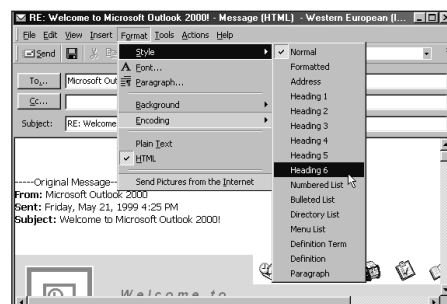 RE: Welcome to Microsoft Outlook 2000! - Message (HTML) - Western European (I...
File Edit View Insert Format Tools Actions Help
Send
To... Microsoft Out
Cc...
Subject: RE: Welcome
Style
Font...
Paragraph...
Background
Encoding
Plain Text
HTML
Send Pictures from the Internet
Normal
Formatted
Address
Heading 1
Heading 2
Heading 3
Heading 4
Heading 5
Heading 6
Numbered List
Bulleted List
Directory List
Menu List
Definition Term
Definition
Paragraph
-----Original Message-
From: Microsoft Outlook 2000
Sent: Friday, May 21, 1999 4:25 PM
Subject: Welcome to Microsoft Outlook 2000!
Welcome to